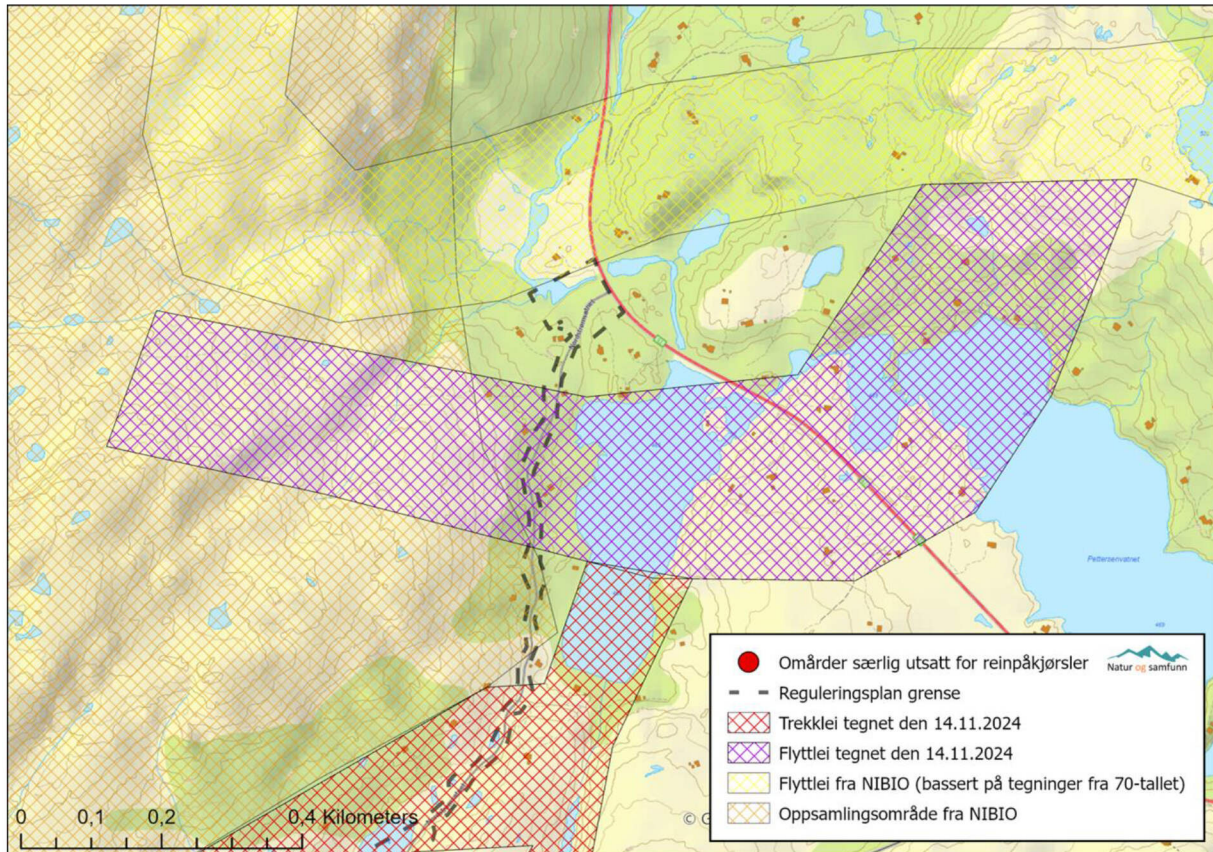 Pettersenvatnet
Områrder særlig utsatt for reinpåkjørsler
Natur og samfunn
Reguleringsplan grense
Trekklei tegnet den 14.11.2024
Flyttlei tegnet den 14.11.2024
Flyttlei fra NIBIO (bassert på tegninger fra 70-tallet)
Oppsamlingsområde fra NIBIO
0 0,1 0,2 0,4 Kilometers
© G